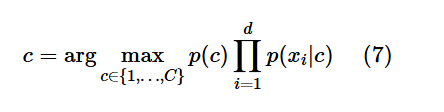 c = arg max_{c∈{1,…,C}} p(c) ∏_{i=1}^{d} p(x_i|c) (7)